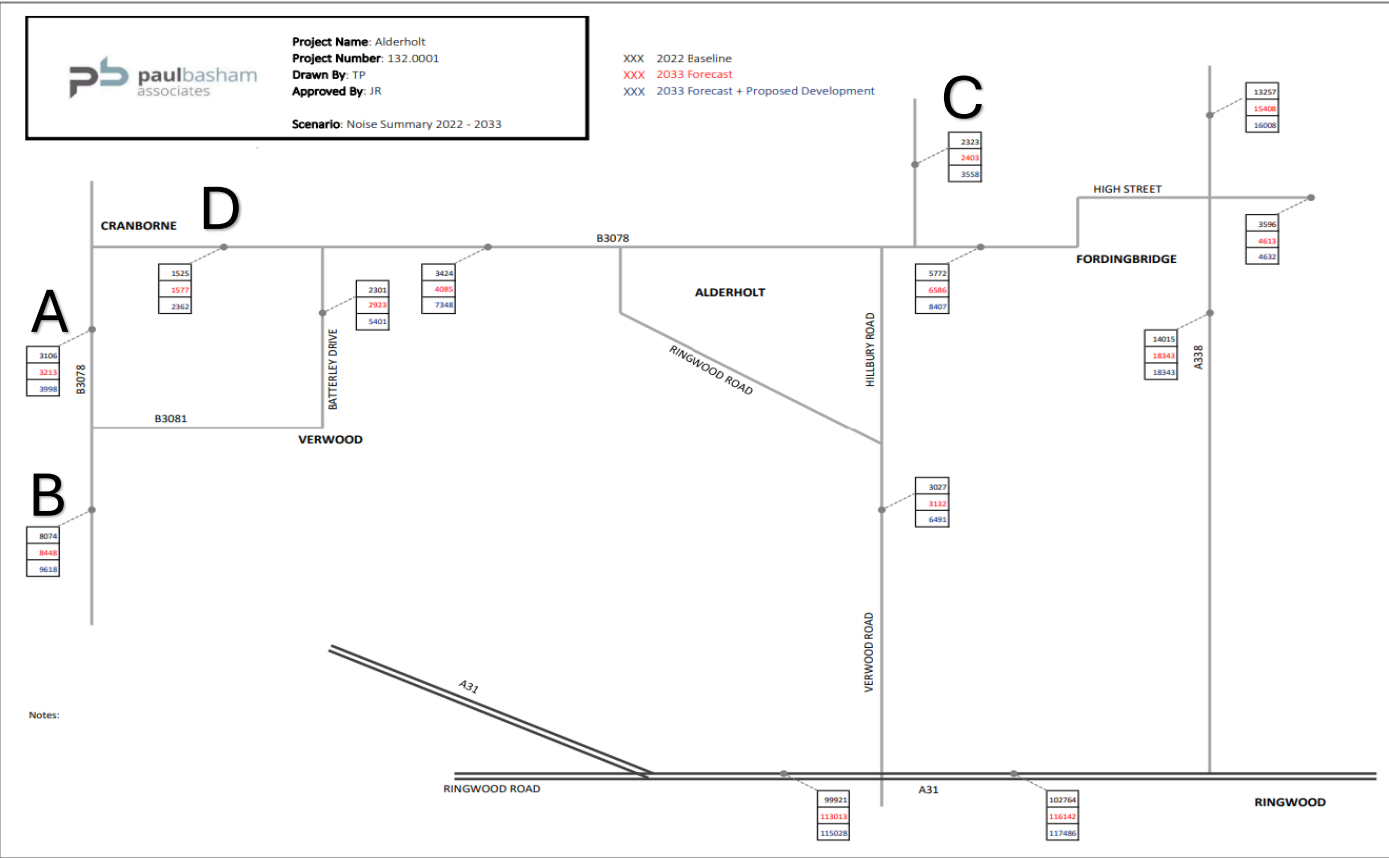 Project Name: Alderholt
Project Number: 132.0001
Drawn By: TP
Approved By: JR
Scenario: Noise Summary 2022 - 2033
paulbasham
associates
XXX 2022 Baseline
XXX 2033 Forecast
XXX 2033 Forecast + Proposed Development
C
2323
2403
3558
13257
15408
16008
HIGH STREET
3596
4613
4632
FORDINGBRIDGE
CRANBORNE
D
B3078
1525
1577
2362
2301
2923
5401
3424
4085
7348
ALDERHOLT
5772
6586
8407
A
3106
3213
3998
B3078
BATTERLEY DRIVE
RINGWOOD ROAD
HILLBURY ROAD
14015
18343
18343
A338
B3081
VERWOOD
B
8074
8448
9618
3027
3132
6491
VERWOOD ROAD
A31
Notes:
RINGWOOD ROAD
99921
113013
115028
A31
102764
116142
117486
RINGWOOD